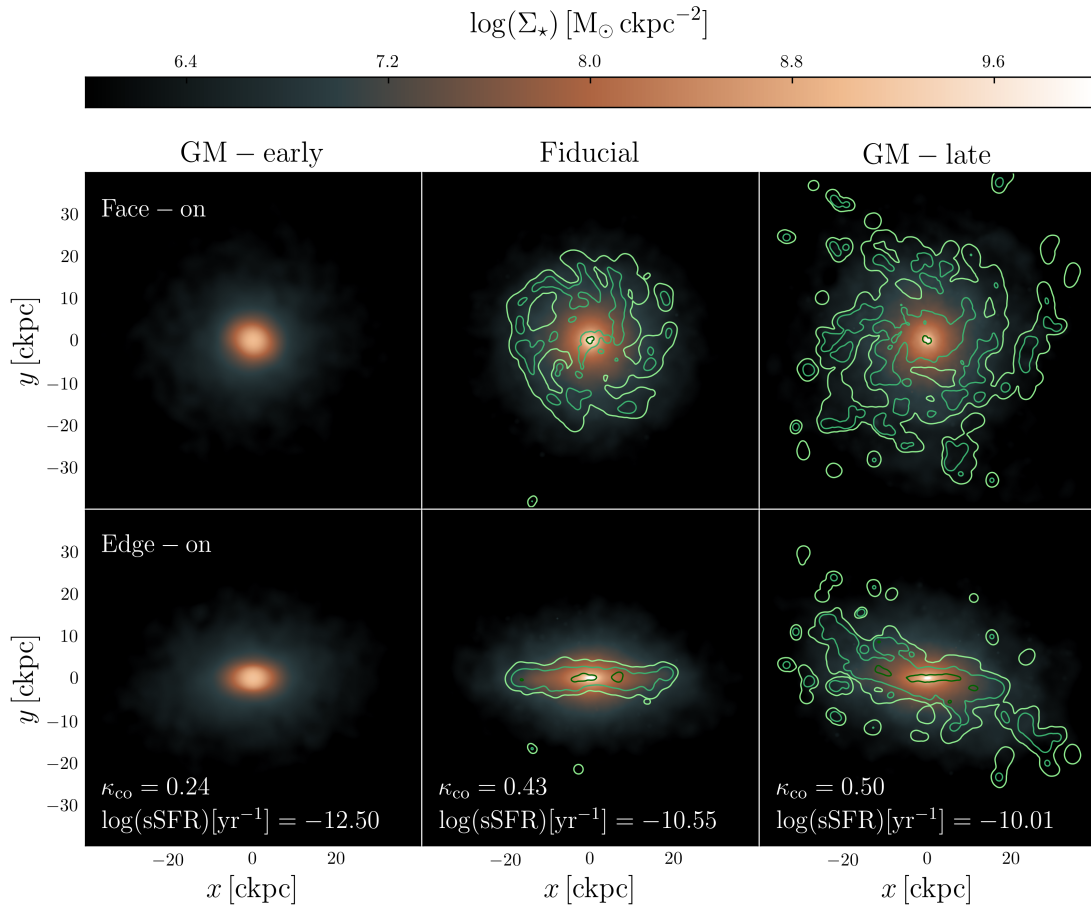 log(Σ⋆) [M⊙ ckpc⁻²]
6.4 7.2 8.0 8.8 9.6
GM − early Fiducial GM − late
Face − on
30
20
10
0
−10
−20
−30
y [ckpc]
Edge − on
30
20
10
0
−10
−20
−30
y [ckpc]
κco = 0.24 κco = 0.43 κco = 0.50
log(sSFR)[yr⁻¹] = −12.50 log(sSFR)[yr⁻¹] = −10.55 log(sSFR)[yr⁻¹] = −10.01
−20 0 20 −20 0 20 −20 0 20
x [ckpc] x [ckpc] x [ckpc]